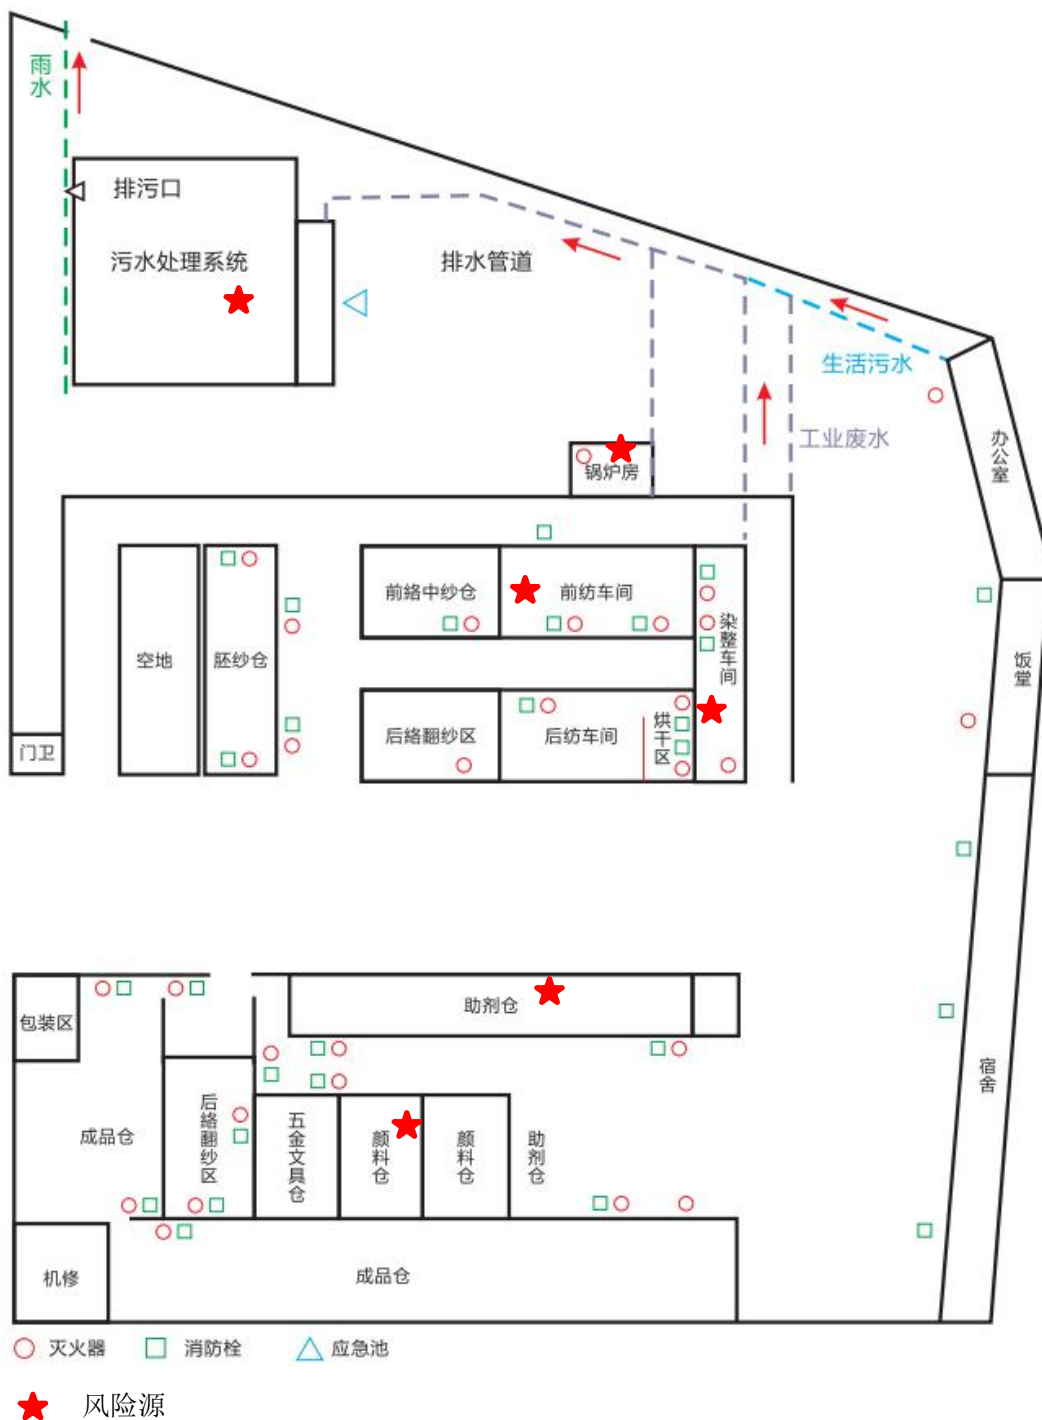 雨水
排污口
污水处理系统
排水管道
生活污水
工业废水
办公室
锅炉房
前絡中纱仓
前纺车间
染整车间
空地
胚纱仓
饭堂
后絡翻纱区
后纺车间
烘干区
门卫
助剂仓
包装区
宿舍
成品仓
后絡翻纱区
五金文具仓
颜料仓
颜料仓
助剂仓
机修
成品仓
灭火器
消防栓
应急池
风险源